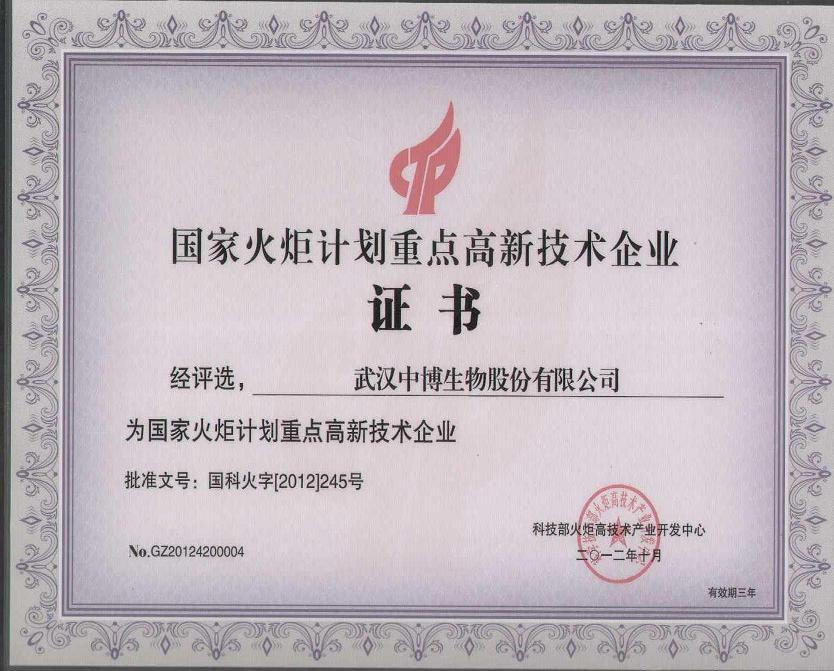 CTP
国家火炬计划重点高新技术企业
证书
经评选，武汉中博生物股份有限公司
为国家火炬计划重点高新技术企业
批准文号：国科火字[2012]245号
科技部火炬高技术产业开发中心
二〇一二年十月
No.GZ20124200004
有效期三年